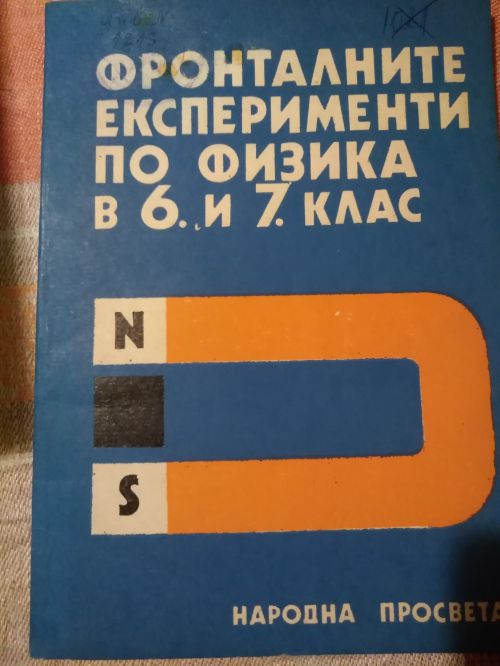 ФРОНТАЛНИТЕ
ЕКСПЕРИМЕНТИ
ПО ФИЗИКА
В 6. И 7. КЛАС
N
S
НАРОДНА ПРОСВЕТА